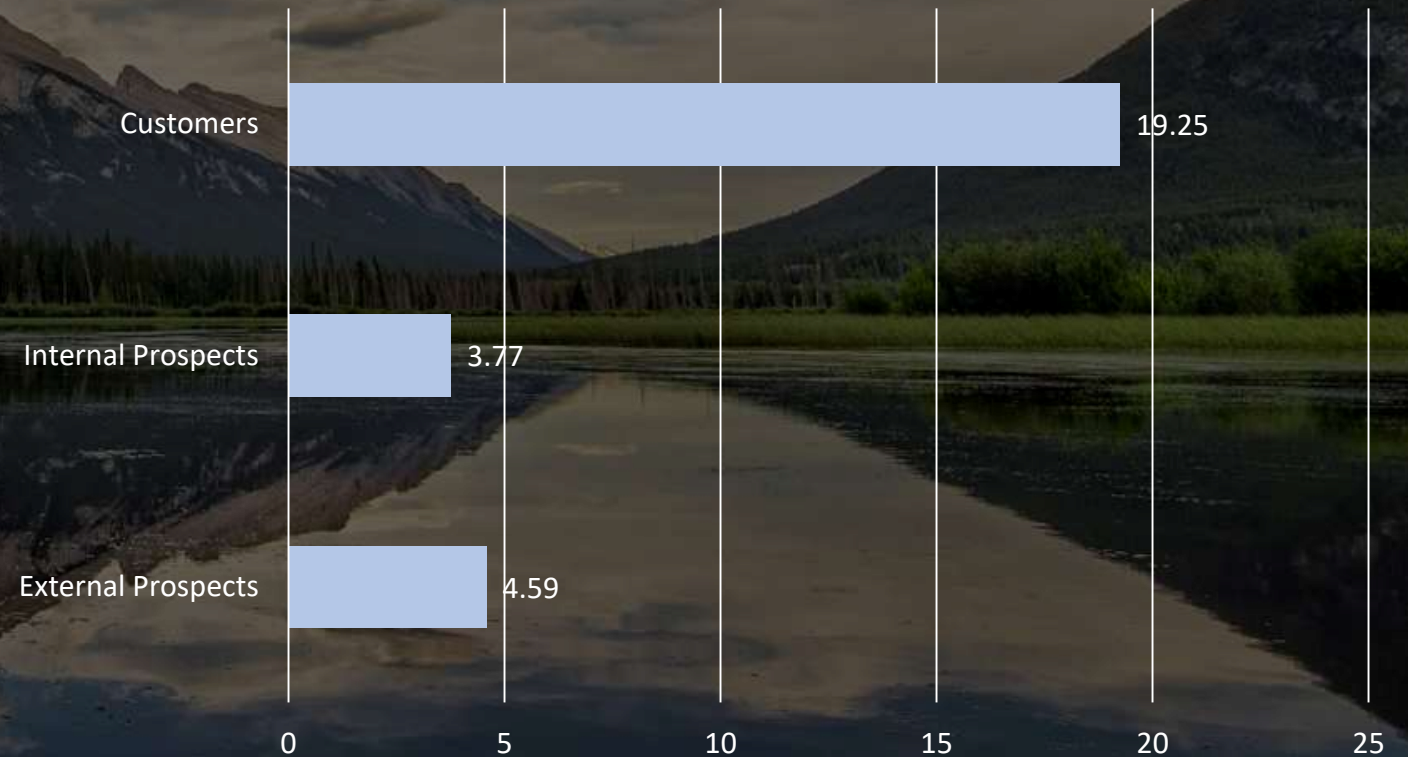 Customers
19.25
Internal Prospects
3.77
External Prospects
4.59
0 5 10 15 20 25